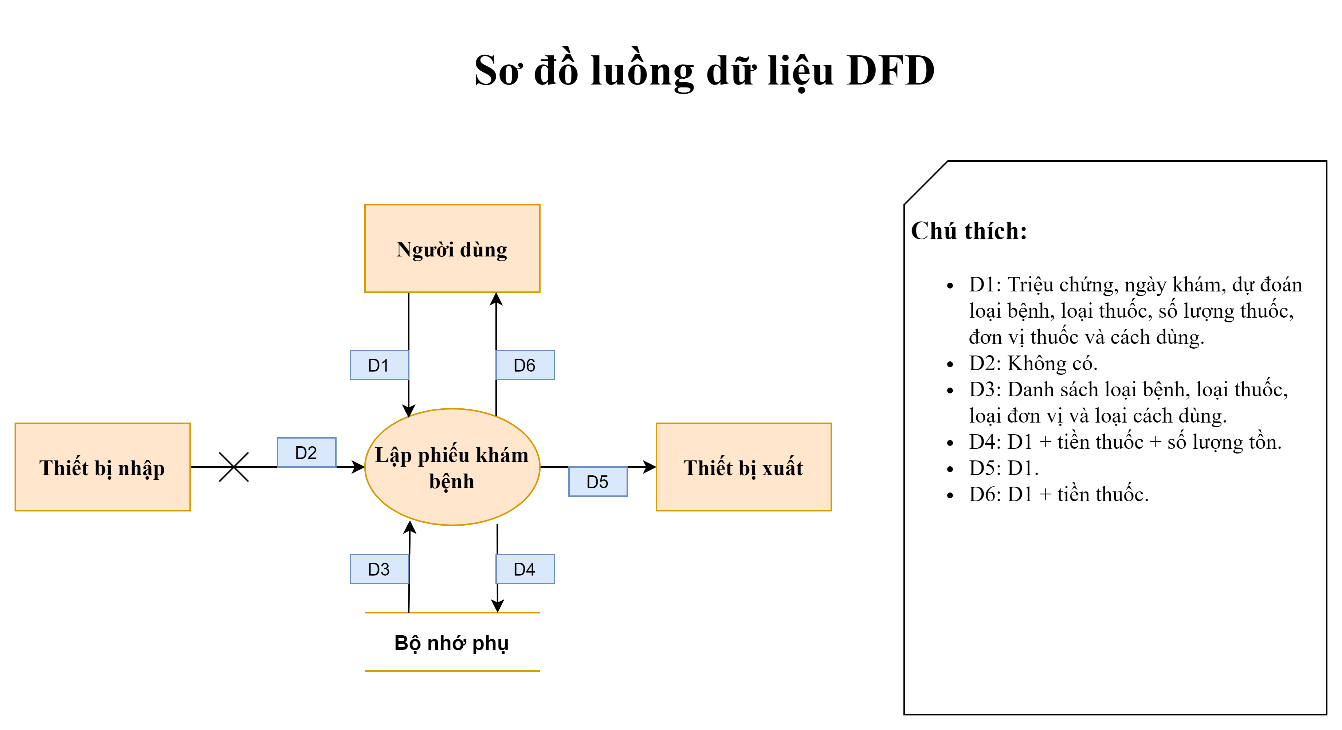 Sơ đồ luồng dữ liệu DFD
Người dùng
D1
D6
Thiết bị nhập
D2
Lập phiếu khám
bệnh
D5
Thiết bị xuất
D3
D4
Bộ nhớ phụ
Chú thích:
• D1: Triệu chứng, ngày khám, dự đoán
loại bệnh, loại thuốc, số lượng thuốc,
đơn vị thuốc và cách dùng.
• D2: Không có.
• D3: Danh sách loại bệnh, loại thuốc,
loại đơn vị và loại cách dùng.
• D4: D1 + tiền thuốc + số lượng tồn.
• D5: D1.
• D6: D1 + tiền thuốc.